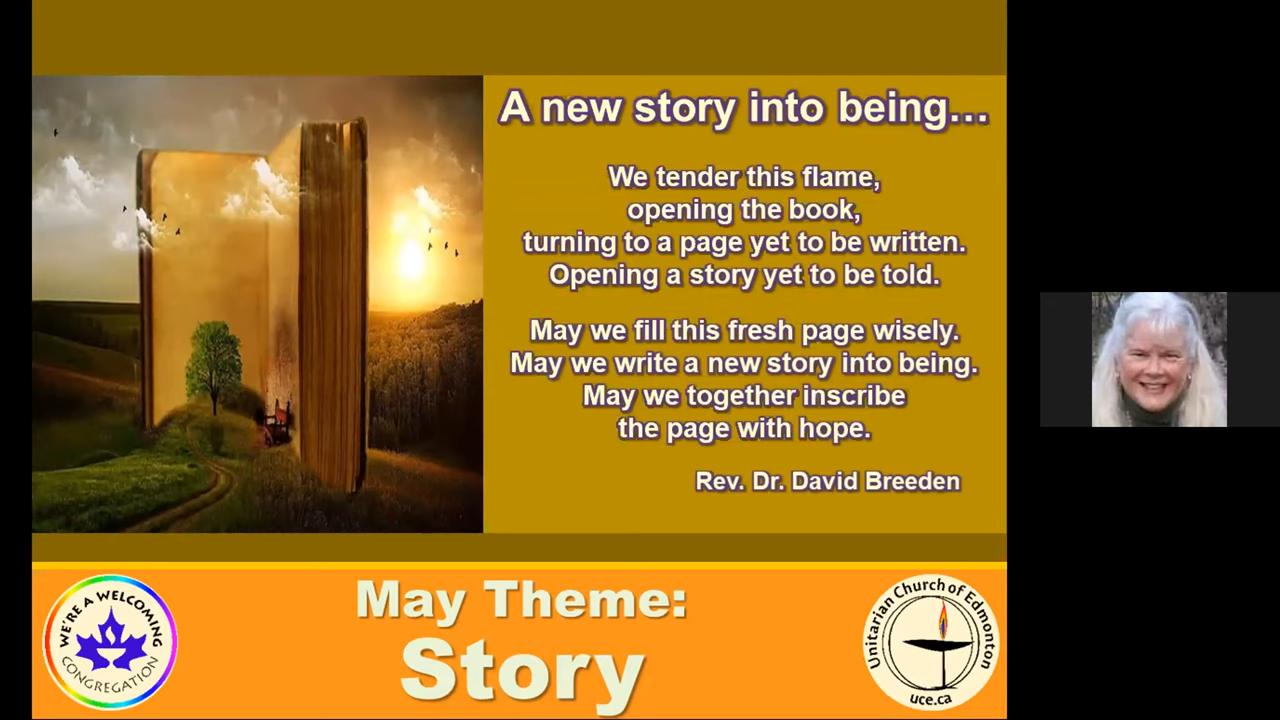 A new story into being...
We tender this flame,
opening the book,
turning to a page yet to be written.
Opening a story yet to be told.
May we fill this fresh page wisely.
May we write a new story into being.
May we together inscribe
the page with hope.
Rev. Dr. David Breeden
WE'RE A WELCOMING
CONGREGATION
May Theme:
Story
Unitarian Church of Edmonton
uce.ca